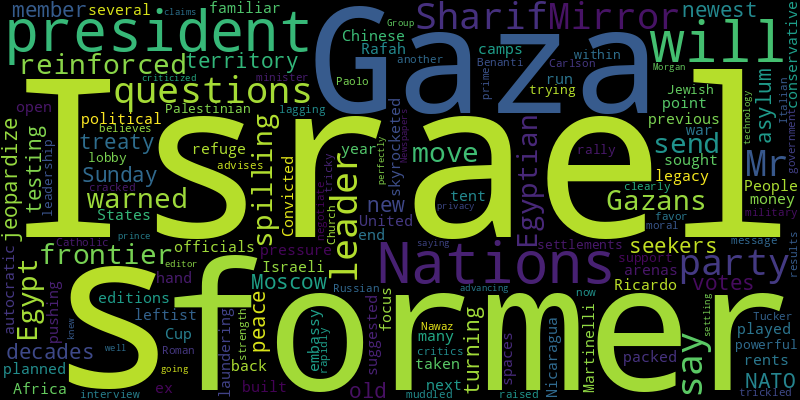 member several claims familiar Sharif Mirror newest
president Gaza will conservative
Chinese Group another Rafah camps within Benanti Carlson
reinforced territory Paolo trying run Morgan
questions Jewish asylum Italian
open minister criticized prime point government
Palestinian previous technology
political believes lagging war
jeopardize testing treaty lobby refuge year skyrocketed Egyptian send
leadership Sunday cracked advises tricky perfectly Newspapers move sought rally
warned States spilling Convicted leader new tent legacy Mr
Israel
Catholic prince Church negotiate United privacy Gazans People money military
clearly favor moral message
frontier officials pressure end saying settlements seekers
s former Nations support arenas party votes results
autocratic Egypt pushing editor Israeli Russian advancing now
hand Moscow peace Ricardo
editions focus suggested Tucker
leftist Cup strength embassy rapidly many Nawaz critics turning spaces Nicaragua Martinelli played powerful
decades knew well Roman laundering packed settling rents
planned ex back taken next say NATO
Africa going built old muddled raised trickled
interview